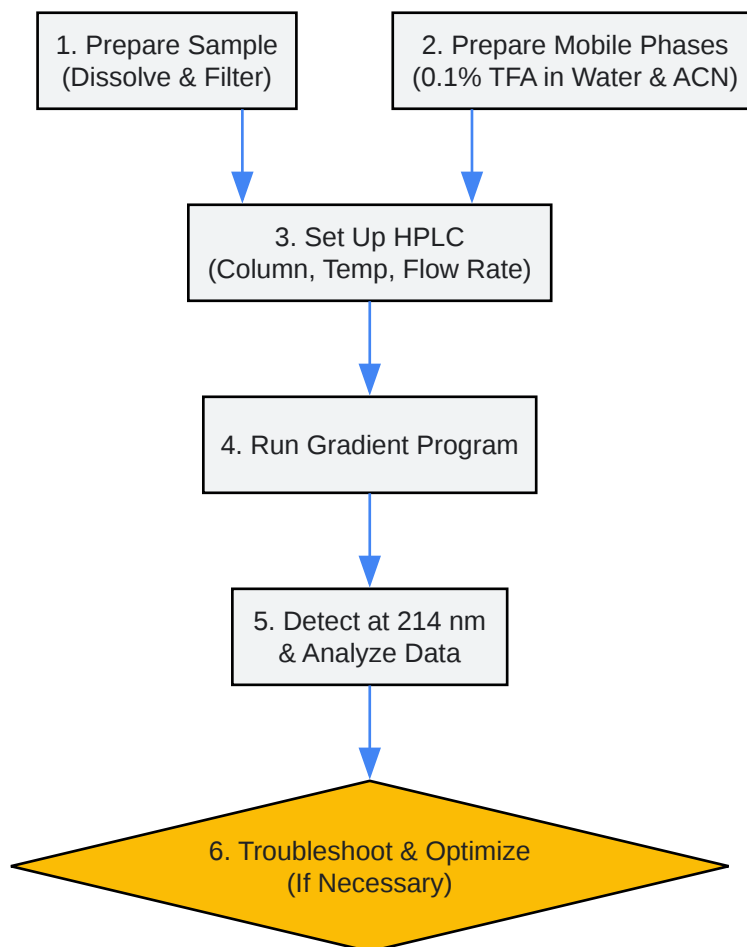 1. Prepare Sample
(Dissolve & Filter)
2. Prepare Mobile Phases
(0.1% TFA in Water & ACN)
3. Set Up HPLC
(Column, Temp, Flow Rate)
4. Run Gradient Program
5. Detect at 214 nm
& Analyze Data
6. Troubleshoot & Optimize
(If Necessary)